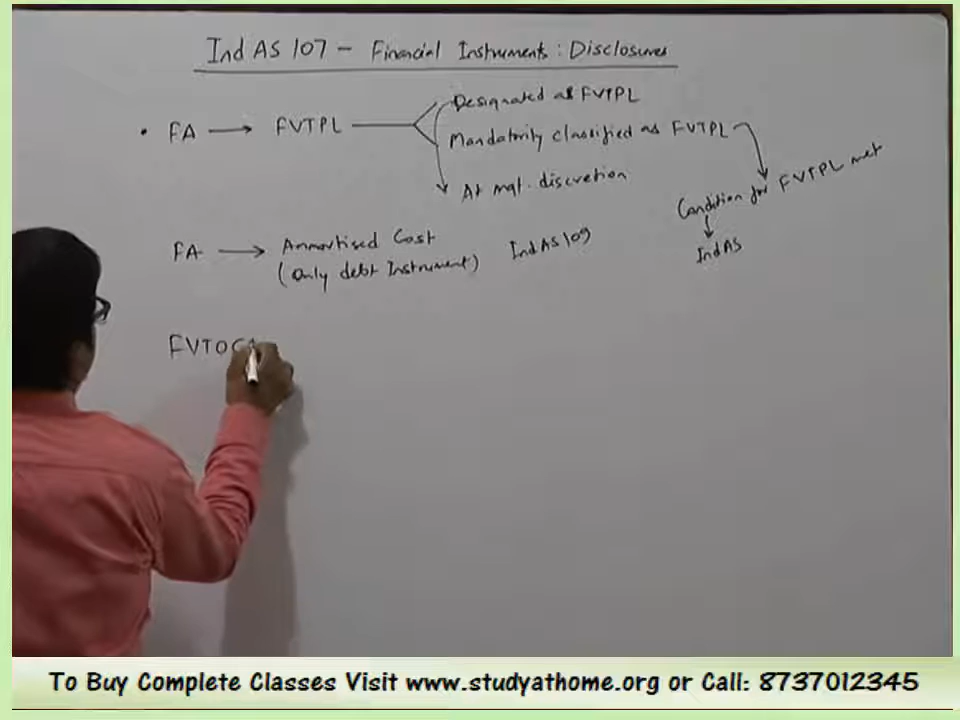 Ind AS 107 - Financial Instruments : Disclosures
• FA → FVTPL
Designated as FVTPL
Mandatorily classified as FVTPL
At mgt. discretion
Condition for FVTPL met
Ind AS
FA → Ammortised Cost
(Only debt Instrument)
Ind AS 109
FVTOC
To Buy Complete Classes Visit www.studyathome.org or Call: 8737012345